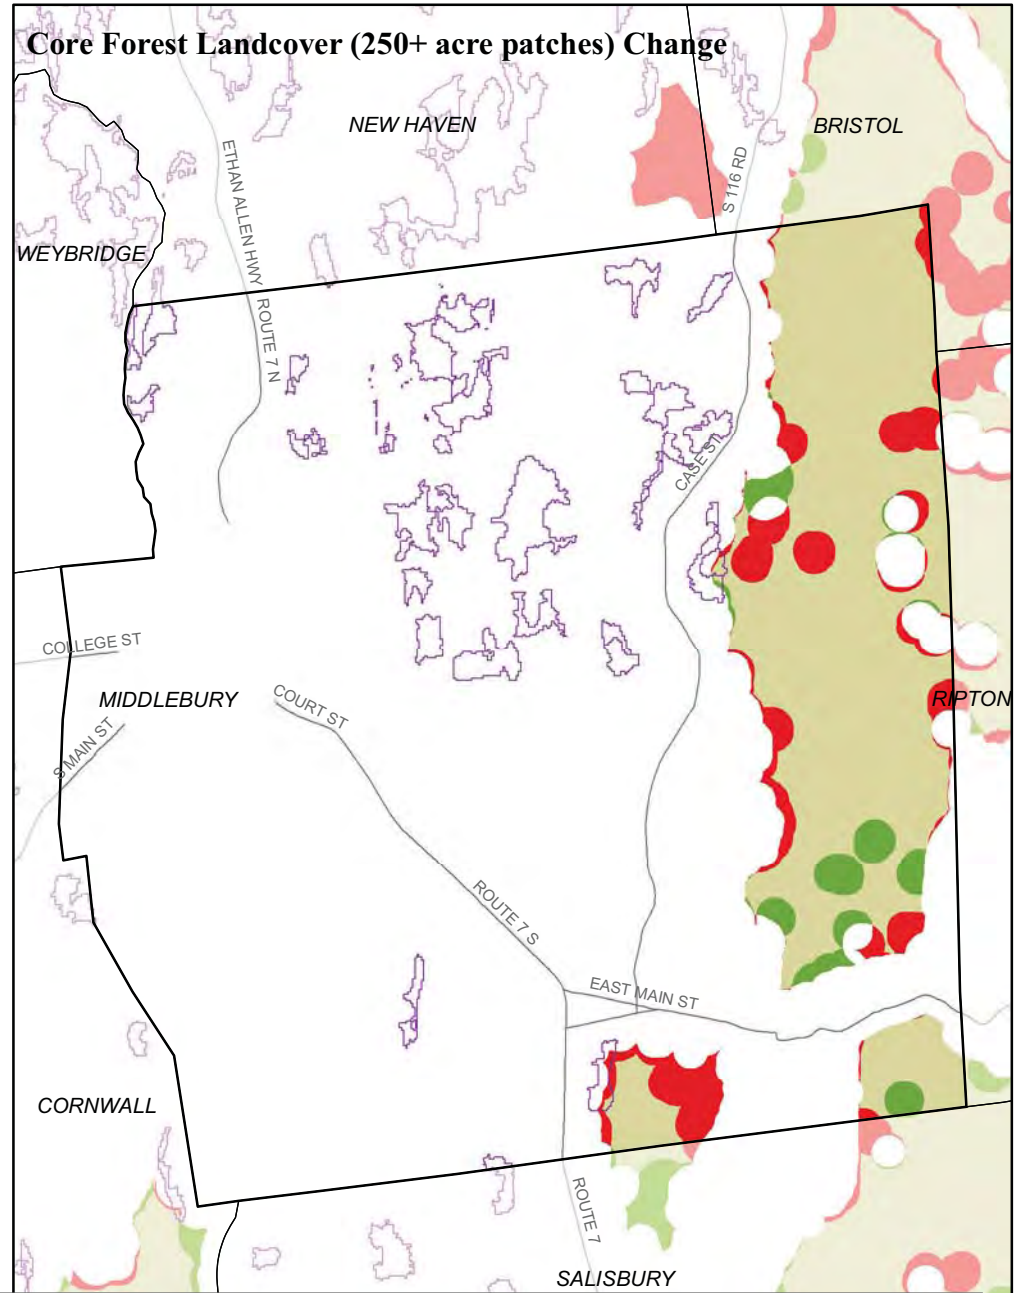 Core Forest Landcover (250+ acre patches) Change
NEW HAVEN
BRISTOL
ETHAN ALLEN HWY
S 116 RD
WEYBRIDGE
ROUTE 7 N
CASE ST
COLLEGE ST
MIDDLEBURY
COURT ST
RIPTON
S MAIN ST
ROUTE 7 S
EAST MAIN ST
CORNWALL
ROUTE 7
SALISBURY